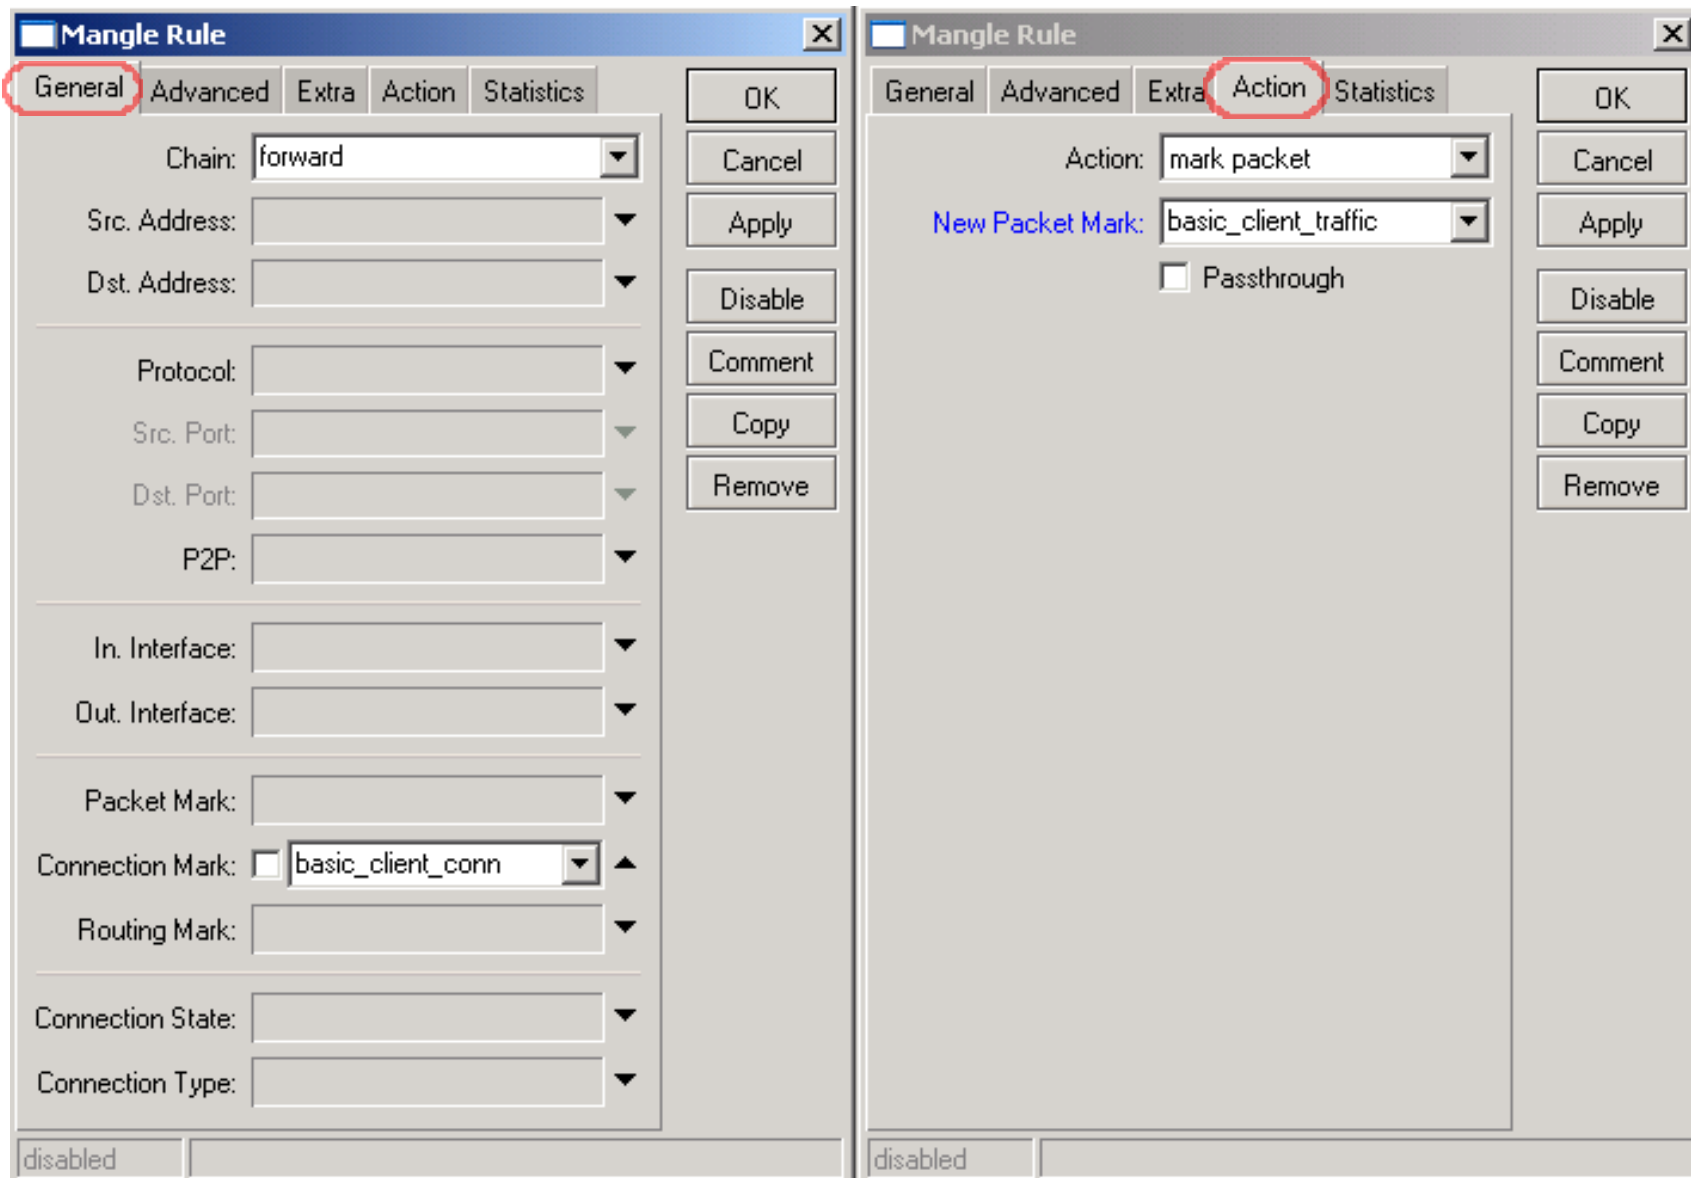 Mangle Rule
General Advanced Extra Action Statistics
Chain: forward
Src. Address:
Dst. Address:
Protocol:
Src. Port:
Dst. Port:
P2P:
In. Interface:
Out. Interface:
Packet Mark:
Connection Mark: basic_client_conn
Routing Mark:
Connection State:
Connection Type:
OK
Cancel
Apply
Disable
Comment
Copy
Remove
disabled
Mangle Rule
General Advanced Extra Action Statistics
Action: mark packet
New Packet Mark: basic_client_traffic
Passthrough
OK
Cancel
Apply
Disable
Comment
Copy
Remove
disabled